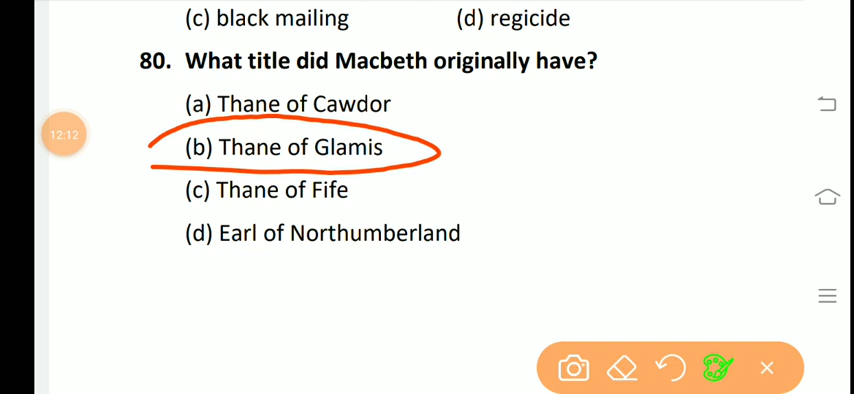 (c) black mailing (d) regicide
80. What title did Macbeth originally have?
(a) Thane of Cawdor
12:12
(b) Thane of Glamis
(c) Thane of Fife
(d) Earl of Northumberland